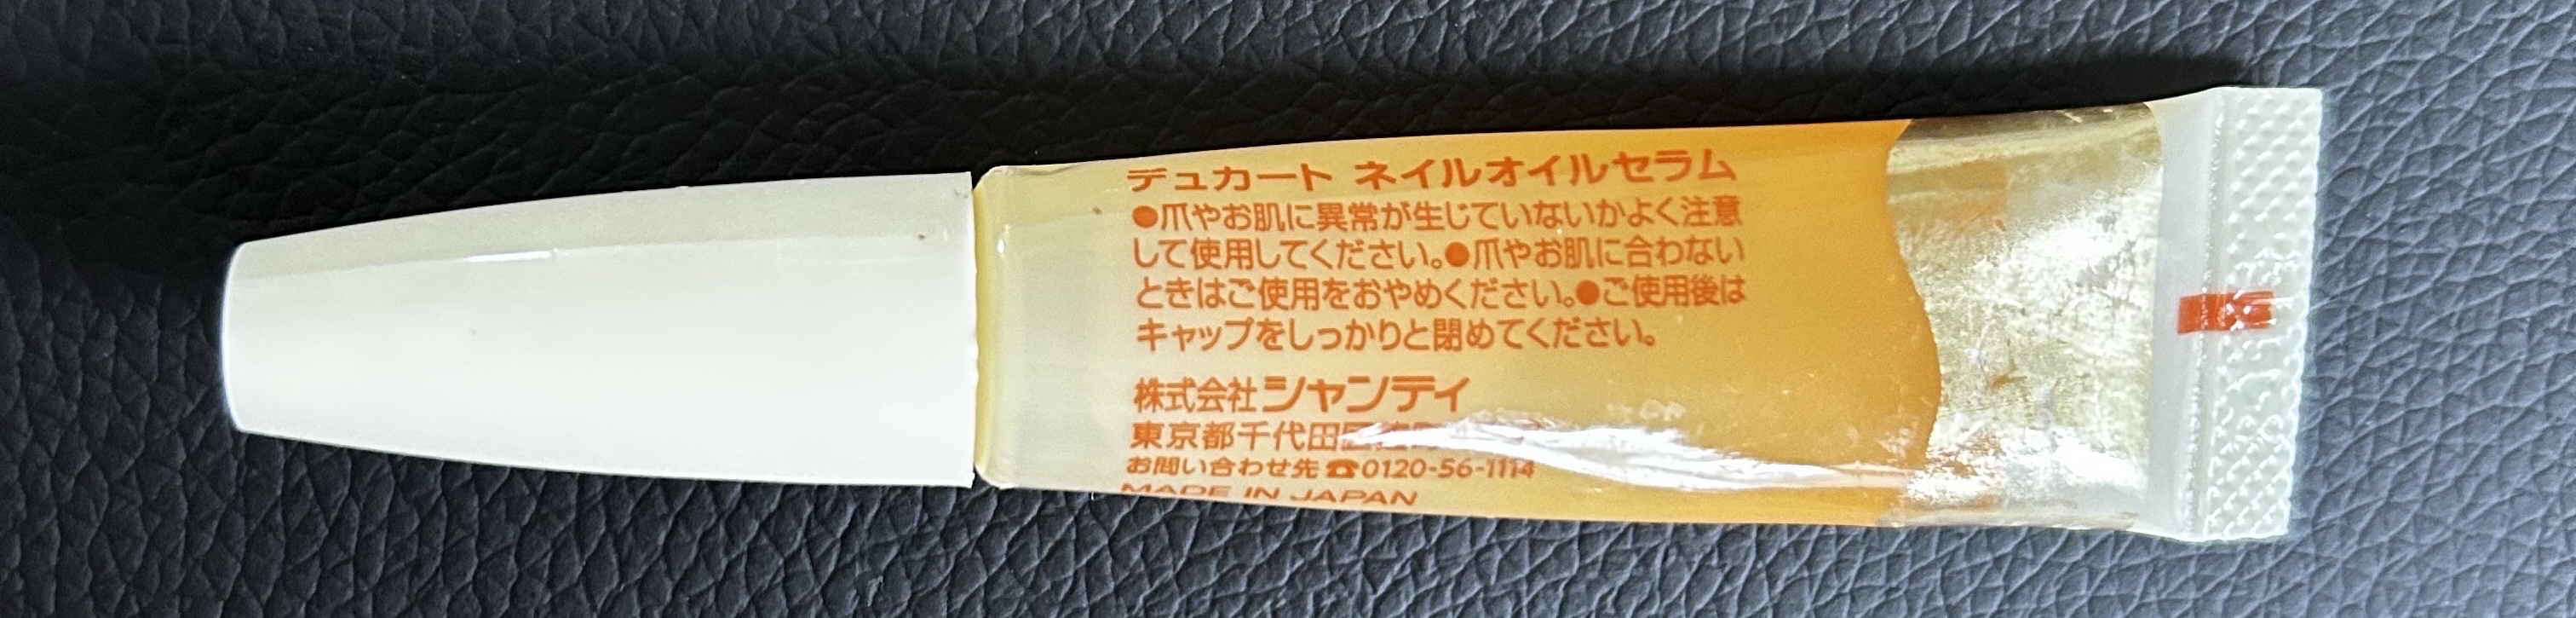 デュカート ネイルオイルセラム
●爪やお肌に異常が生じていないかよく注意
して使用してください。●爪やお肌に合わない
ときはご使用をおやめください。●ご使用後は
キャップをしっかりと閉めてください。
株式会社シャンティ
東京都千代田区
お問い合わせ先☎0120-56-1114
MADE IN JAPAN